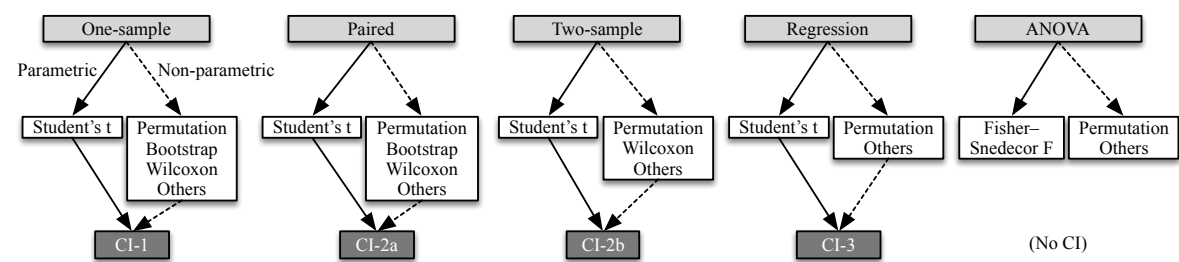 One-sample
Paired
Two-sample
Regression
ANOVA
Parametric
Non-parametric
Student's t
Permutation
Bootstrap
Wilcoxon
Others
Student's t
Permutation
Bootstrap
Wilcoxon
Others
Student's t
Permutation
Wilcoxon
Others
Student's t
Permutation
Others
Fisher–
Snedecor F
Permutation
Others
CI-1
CI-2a
CI-2b
CI-3
(No CI)